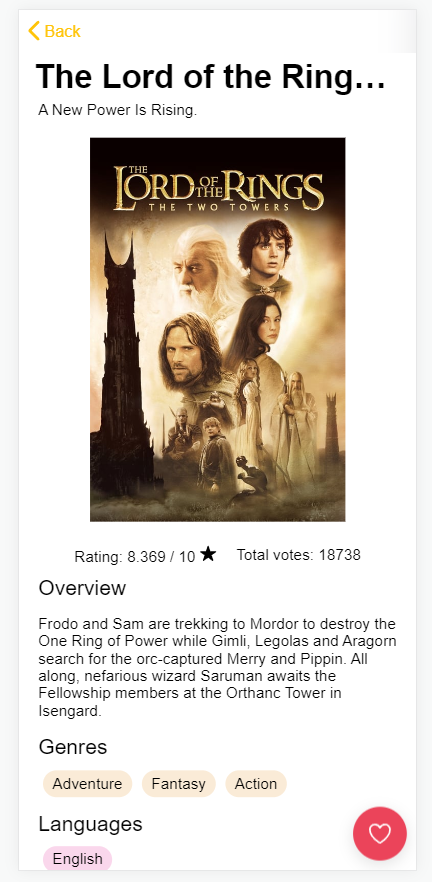 Back
The Lord of the Ring...
A New Power Is Rising.
THE
LORD OF THE RINGS
THE TWO TOWERS
Rating: 8.369 / 10 ★ Total votes: 18738
Overview
Frodo and Sam are trekking to Mordor to destroy the
One Ring of Power while Gimli, Legolas and Aragorn
search for the orc-captured Merry and Pippin. All
along, nefarious wizard Saruman awaits the
Fellowship members at the Orthanc Tower in
Isengard.
Genres
Adventure Fantasy Action
Languages
English